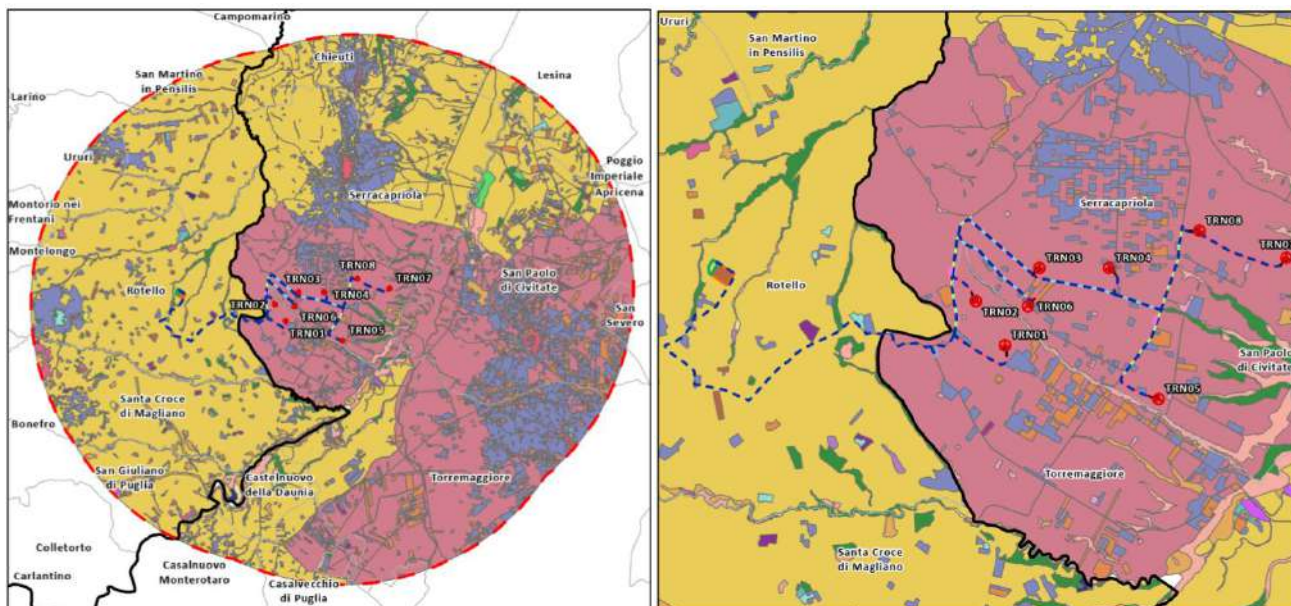 Campomarino
Chieuti
San Martino
in Pensilis
Lesina
Larino
Ururi
Poggio
Imperiale
Apricena
Serracapriola
Montorio nei
Frentani
Montelongo
San Paolo
di Civitate
TRN03
TRN08
TRN07
Rotello
TRN02
TRN04
San
Severo
TRN06
TRN01
TRN05
Santa Croce
di Magliano
Bonefro
San Giuliano
di Puglia
Castelnuovo
della Daunia
Torremaggiore
Colletorto
Casalnuovo
Monterotaro
Carlantino
Casalvecchio
di Puglia
Ururi
San Martino
in Pensilis
Serracapriola
TRN08
TRN03
TRN04
Rotello
TRN02
TRN06
TRN01
San Paolo
di Civitate
TRN05
Torremaggiore
Santa Croce
di Magliano